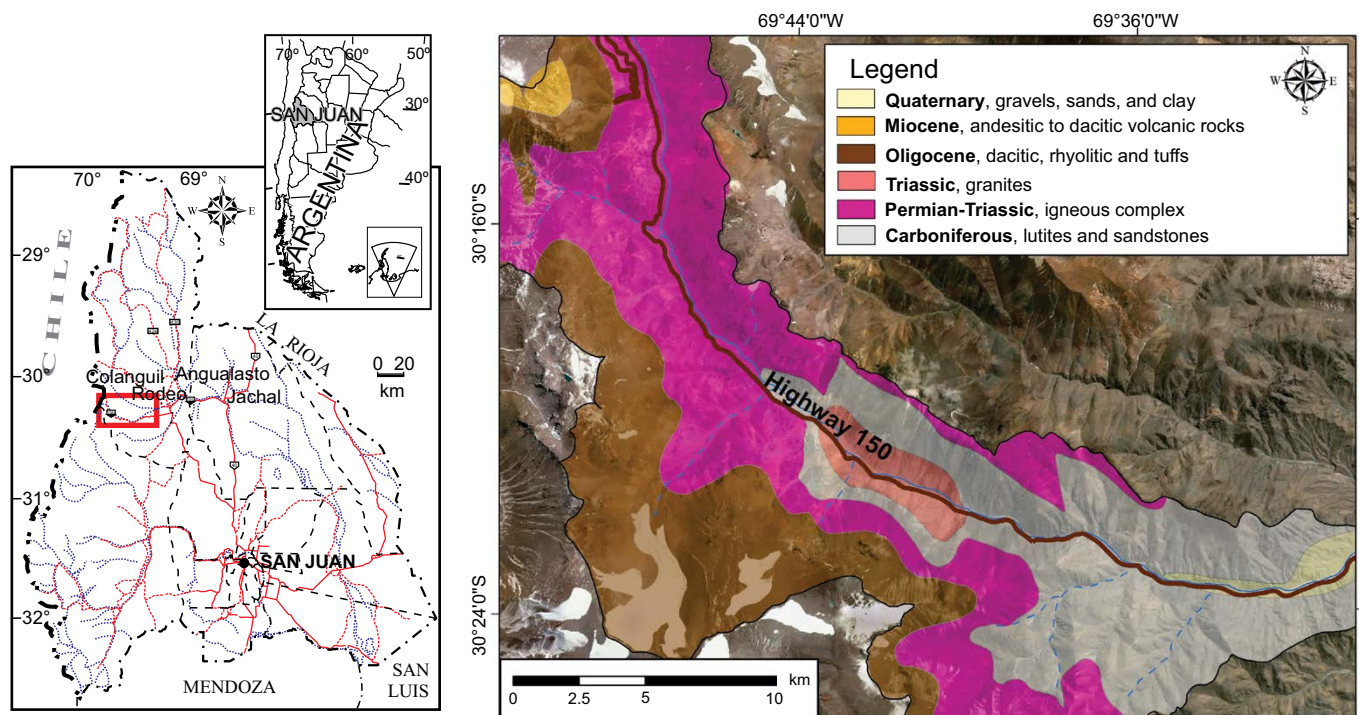 70° 60° 50°
30°
40°
SAN JUAN
ARGENTINA
70° 69°
N
W E
S
29°
30°
31°
32°
CHILE
LA RIOJA
0 20
km
Colanguil
Angualasto
Rodeo
Jachal
SAN JUAN
MENDOZA
SAN
LUIS
69°44'0"W 69°36'0"W
30°16'0"S
30°24'0"S
Legend
Quaternary, gravels, sands, and clay
Miocene, andesitic to dacitic volcanic rocks
Oligocene, dacitic, rhyolitic and tuffs
Triassic, granites
Permian-Triassic, igneous complex
Carboniferous, lutites and sandstones
N
W E
S
Highway 150
km
0 2.5 5 10